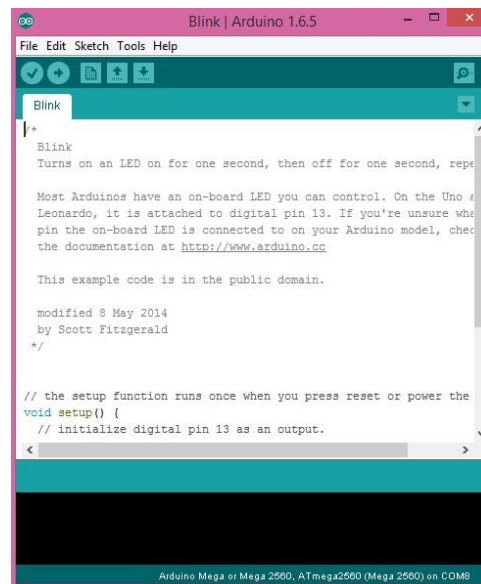 Blink | Arduino 1.6.5
File Edit Sketch Tools Help
Blink
/*
Blink
Turns on an LED on for one second, then off for one second, repe
Most Arduinos have an on-board LED you can control. On the Uno a
Leonardo, it is attached to digital pin 13. If you're unsure wha
pin the on-board LED is connected to on your Arduino model, chec
the documentation at http://www.arduino.cc
This example code is in the public domain.
modified 8 May 2014
by Scott Fitzgerald
*/
// the setup function runs once when you press reset or power the
void setup() {
// initialize digital pin 13 as an output.
Arduino Mega or Mega 2560, ATmega2560 (Mega 2560) on COM8